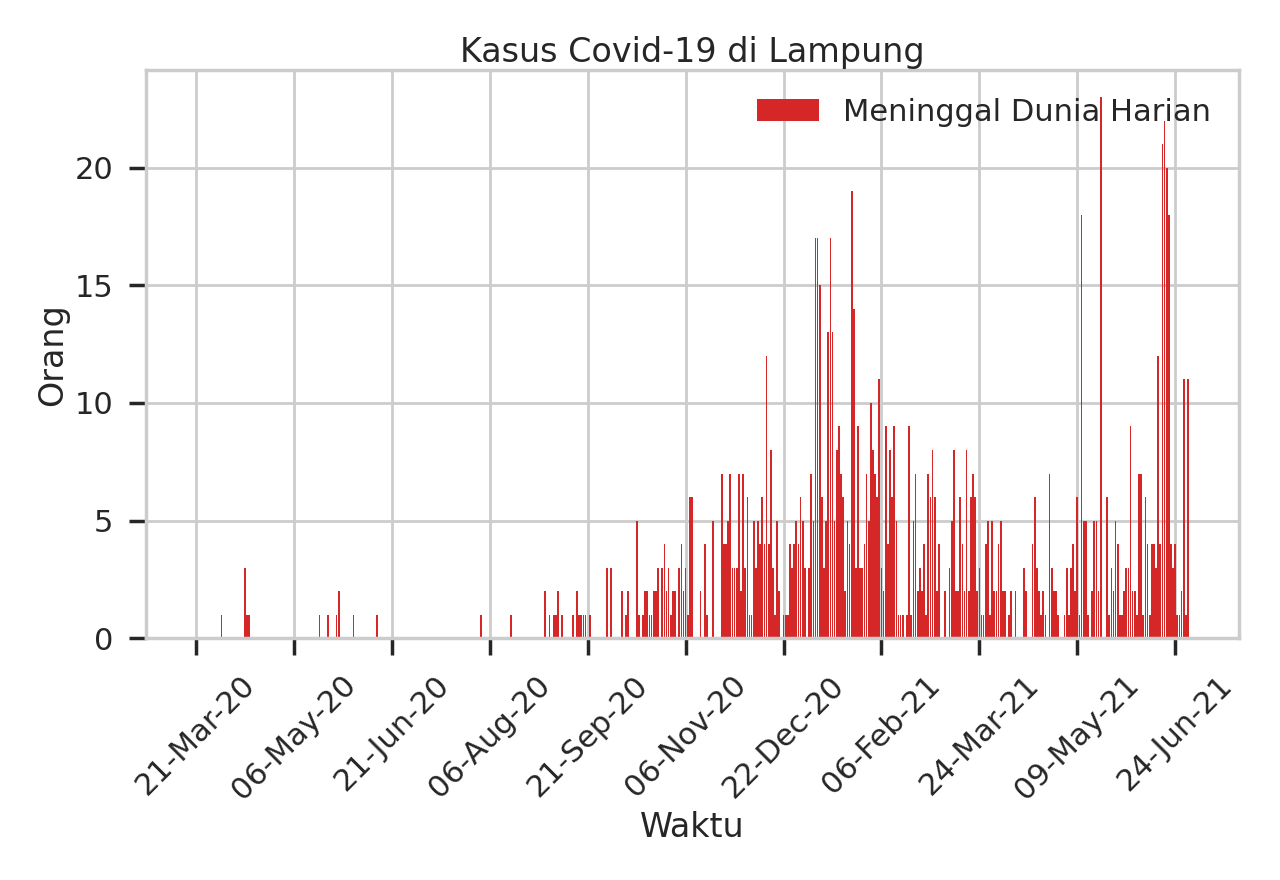 Kasus Covid-19 di Lampung
Meninggal Dunia Harian
Orang
20
15
10
5
0
21-Mar-20
06-May-20
21-Jun-20
06-Aug-20
21-Sep-20
06-Nov-20
22-Dec-20
06-Feb-21
24-Mar-21
09-May-21
24-Jun-21
Waktu